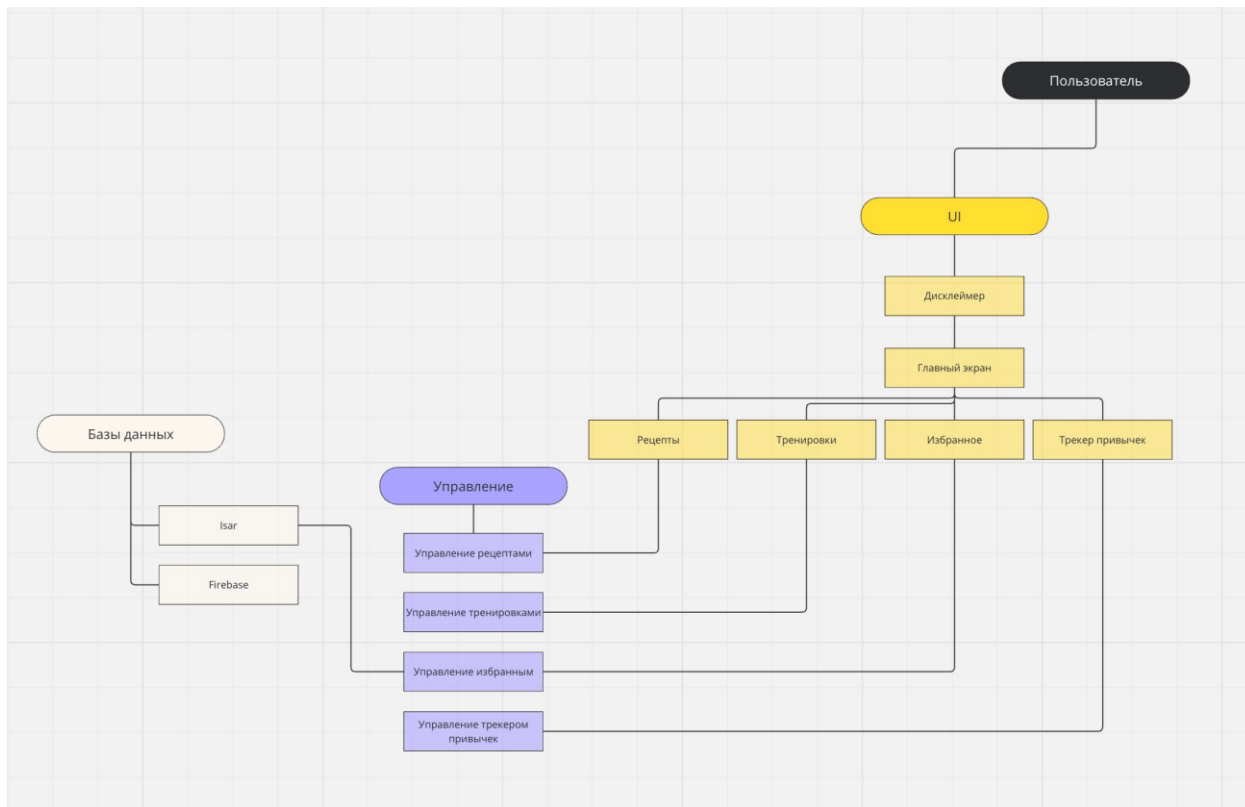 Пользователь
UI
Дисклеймер
Главный экран
Рецепты
Тренировки
Избранное
Трекер привычек
Базы данных
Isar
Firebase
Управление
Управление рецептами
Управление тренировками
Управление избранным
Управление трекером
привычек